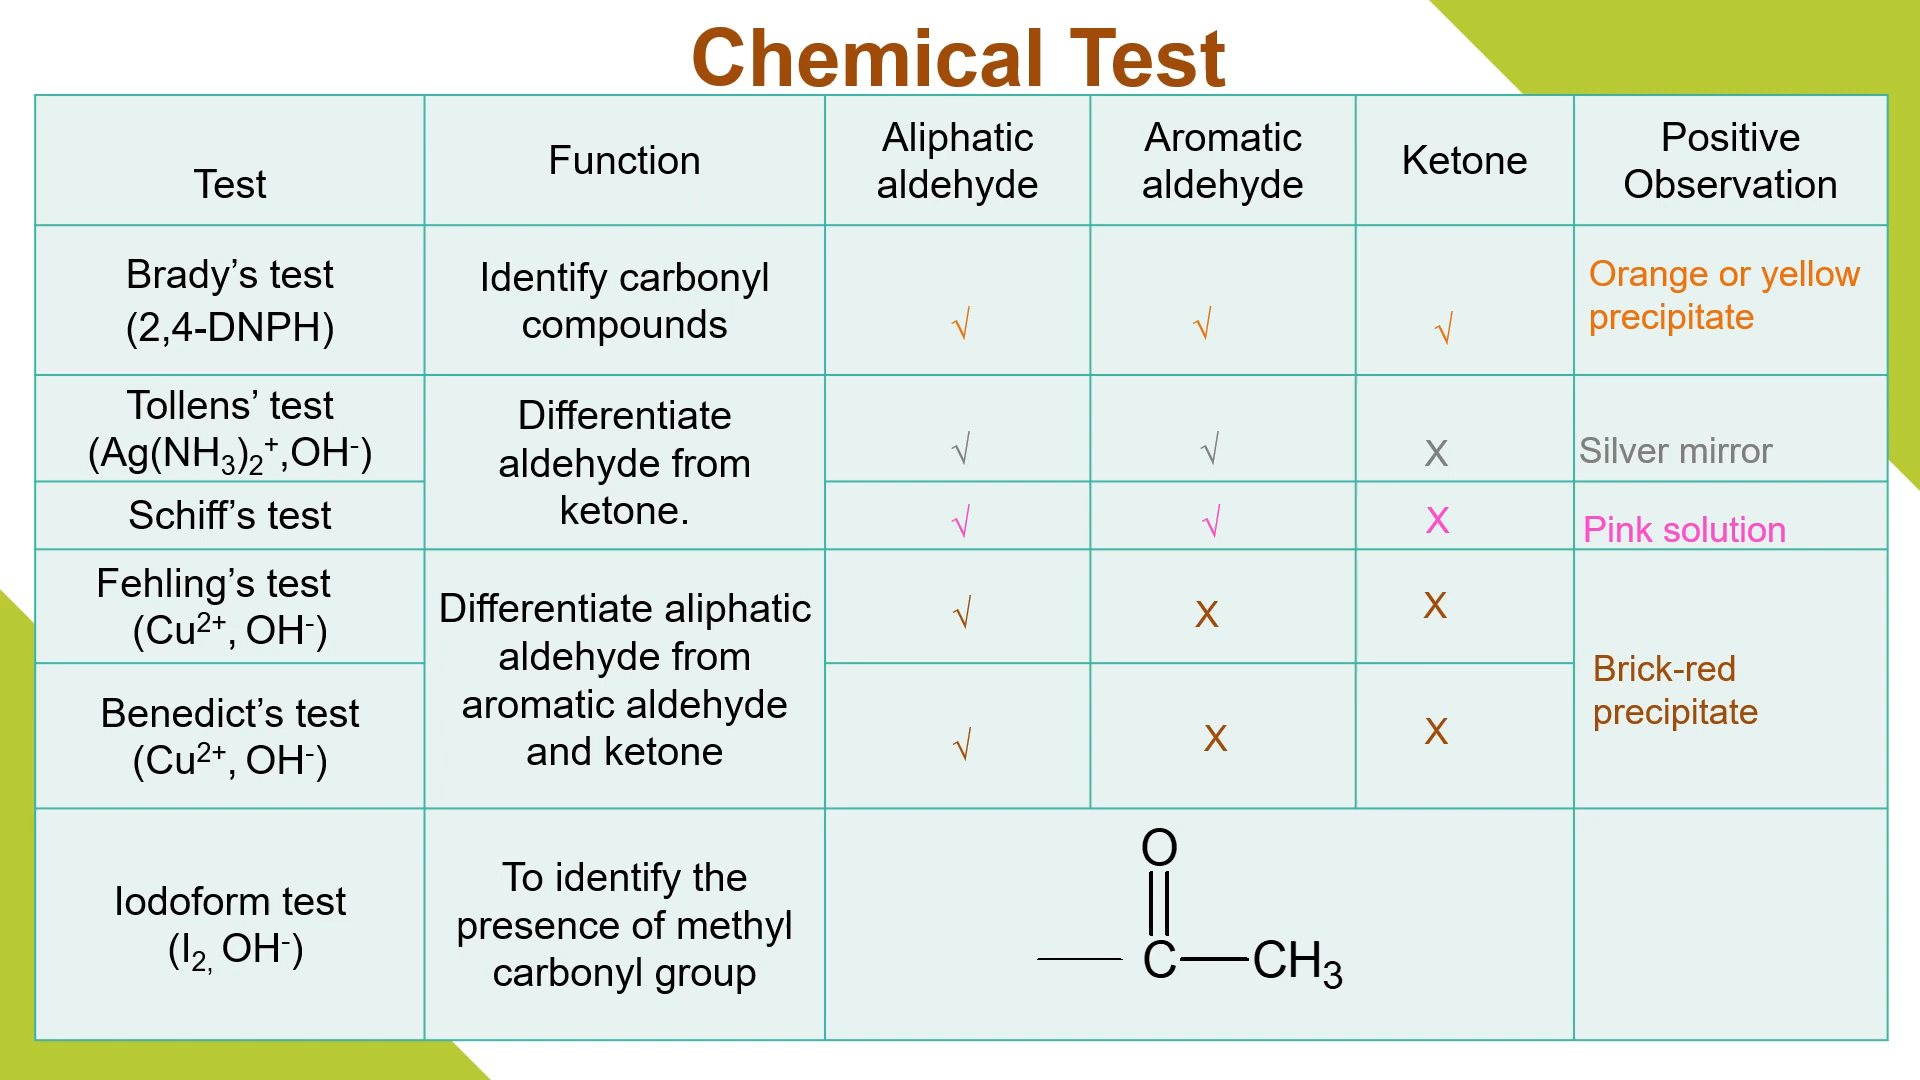 Chemical Test
Test
Function
Aliphatic
aldehyde
Aromatic
aldehyde
Ketone
Positive
Observation
Brady’s test
(2,4-DNPH)
Identify carbonyl
compounds
√
√
√
Orange or yellow
precipitate
Tollens’ test
(Ag(NH₃)₂⁺,OH⁻)
Differentiate
aldehyde from
ketone.
√
√
X
Silver mirror
Schiff’s test
√
√
X
Pink solution
Fehling’s test
(Cu²⁺, OH⁻)
Differentiate aliphatic
aldehyde from
aromatic aldehyde
and ketone
√
X
X
Brick-red
precipitate
Benedict’s test
(Cu²⁺, OH⁻)
√
X
X
Iodoform test
(I₂, OH⁻)
To identify the
presence of methyl
carbonyl group
O
C CH₃